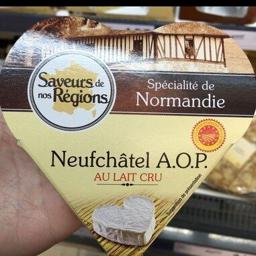 Saveurs de
nos Régions
Spécialité de
Normandie
Neufchâtel A.O.P.
AU LAIT CRU